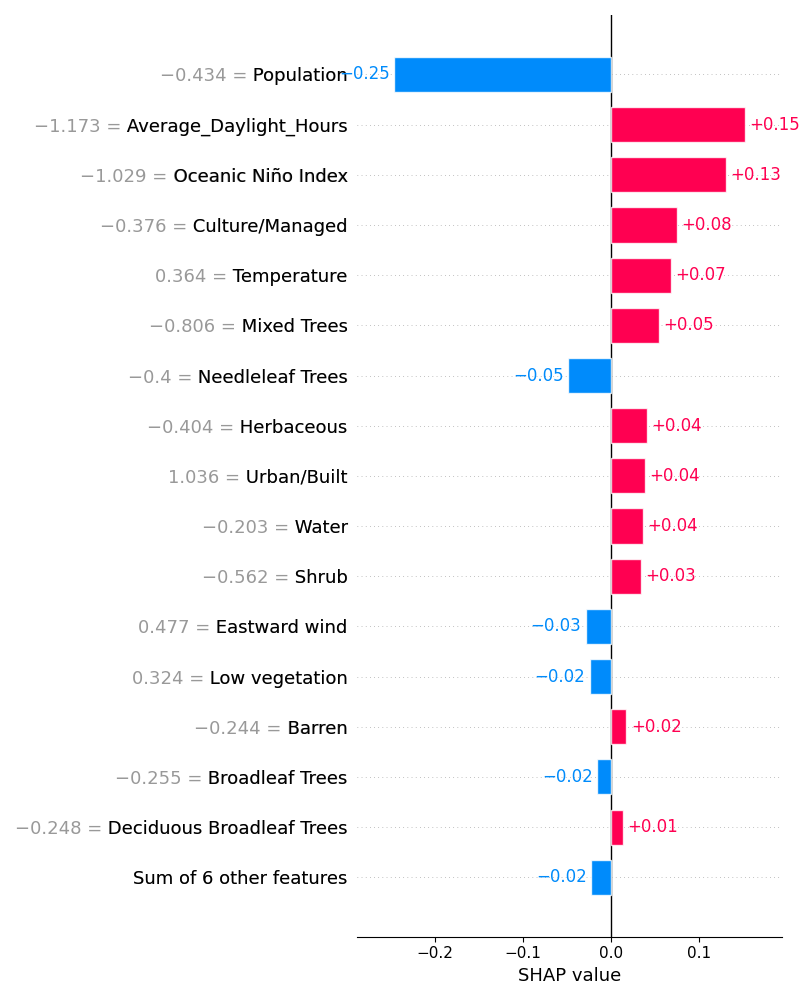 −0.434 = Population −0.25
−1.173 = Average_Daylight_Hours +0.15
−1.029 = Oceanic Niño Index +0.13
−0.376 = Culture/Managed +0.08
0.364 = Temperature +0.07
−0.806 = Mixed Trees +0.05
−0.4 = Needleleaf Trees −0.05
−0.404 = Herbaceous +0.04
1.036 = Urban/Built +0.04
−0.203 = Water +0.04
−0.562 = Shrub +0.03
0.477 = Eastward wind −0.03
0.324 = Low vegetation −0.02
−0.244 = Barren +0.02
−0.255 = Broadleaf Trees −0.02
−0.248 = Deciduous Broadleaf Trees +0.01
Sum of 6 other features −0.02
−0.2 −0.1 0.0 0.1
SHAP value